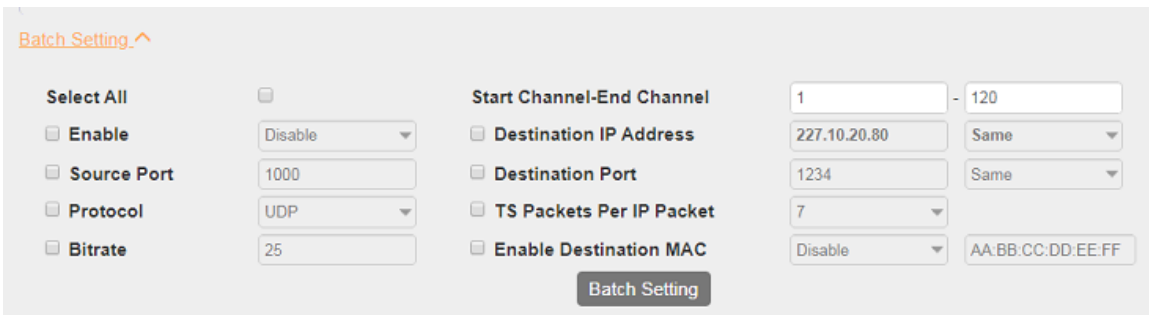 Batch Setting
Select All Start Channel-End Channel 1 - 120
Enable Disable Destination IP Address 227.10.20.80 Same
Source Port 1000 Destination Port 1234 Same
Protocol UDP TS Packets Per IP Packet 7
Bitrate 25 Enable Destination MAC Disable AA:BB:CC:DD:EE:FF
Batch Setting